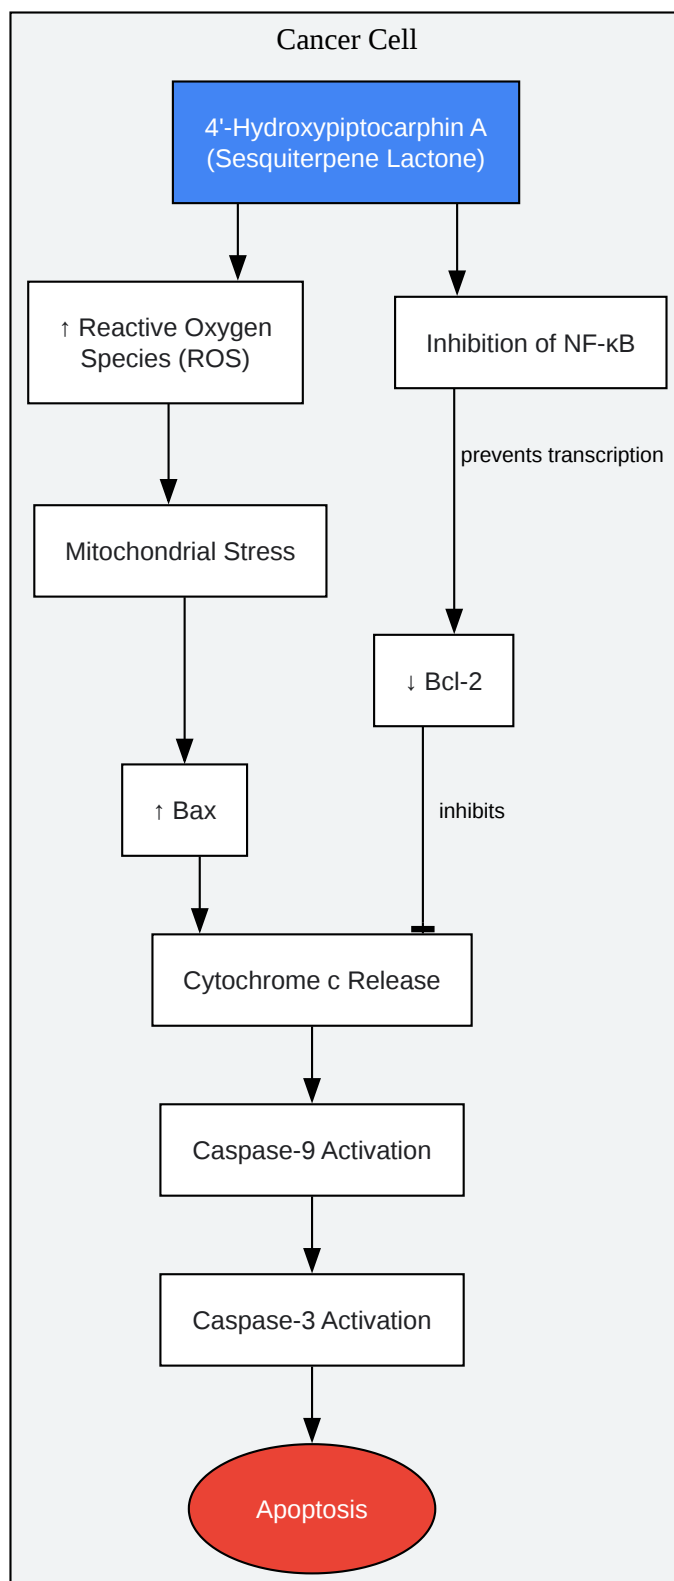 Cancer Cell
4'-Hydroxypiptocarphin A
(Sesquiterpene Lactone)
↑ Reactive Oxygen
Species (ROS)
Inhibition of NF-κB
prevents transcription
Mitochondrial Stress
↓ Bcl-2
↑ Bax
inhibits
Cytochrome c Release
Caspase-9 Activation
Caspase-3 Activation
Apoptosis